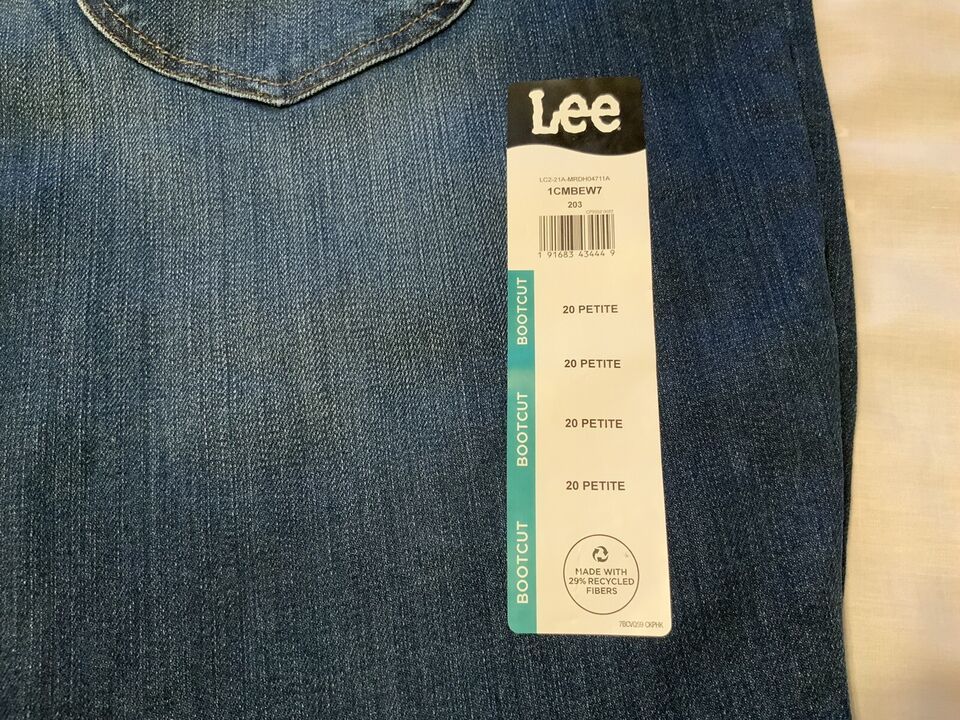 Lee
LC2-21A-MRDH04711A
1CMBEW7
203
1 91683 43444 9
BOOTCUT
20 PETITE
20 PETITE
BOOTCUT
20 PETITE
20 PETITE
BOOTCUT
MADE WITH
29% RECYCLED
FIBERS